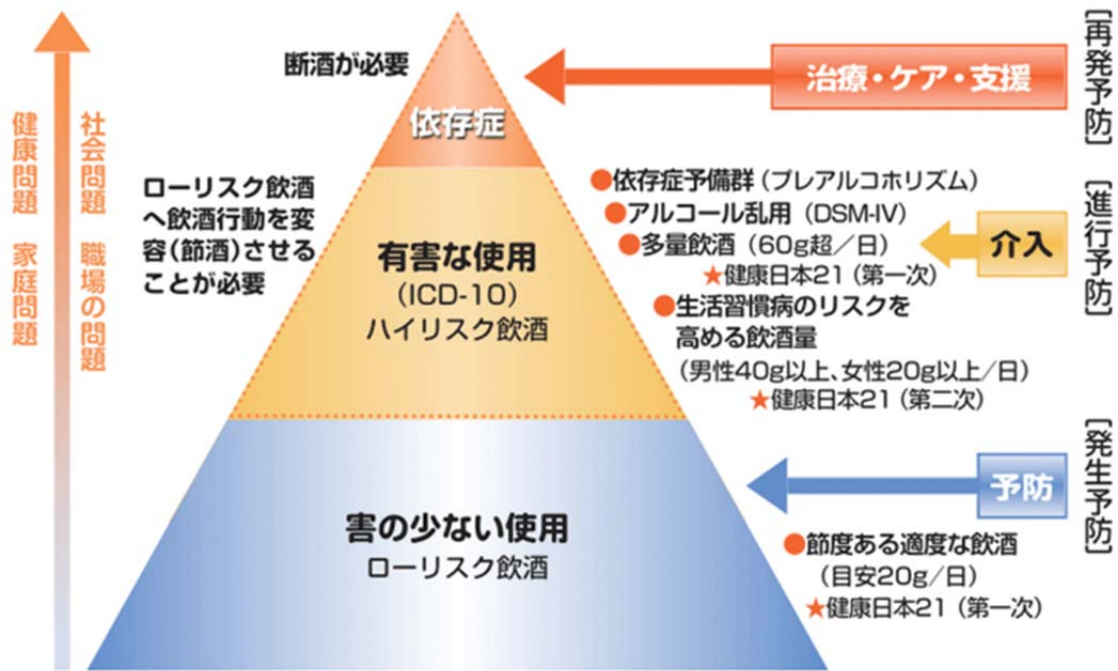 断酒が必要
依存症
治療・ケア・支援
[再発予防]
健康問題 家庭問題
社会問題 職場の問題
ローリスク飲酒
へ飲酒行動を変
容(節酒)させる
ことが必要
有害な使用
(ICD-10)
ハイリスク飲酒
●依存症予備群(プレアルコホリズム)
●アルコール乱用(DSM-IV)
●多量飲酒(60g超/日)
★健康日本21(第一次)
●生活習慣病のリスクを
高める飲酒量
(男性40g以上、女性20g以上/日)
★健康日本21(第二次)
介入
[進行予防]
害の少ない使用
ローリスク飲酒
予防
[発生予防]
●節度ある適度な飲酒
(目安20g/日)
★健康日本21(第一次)